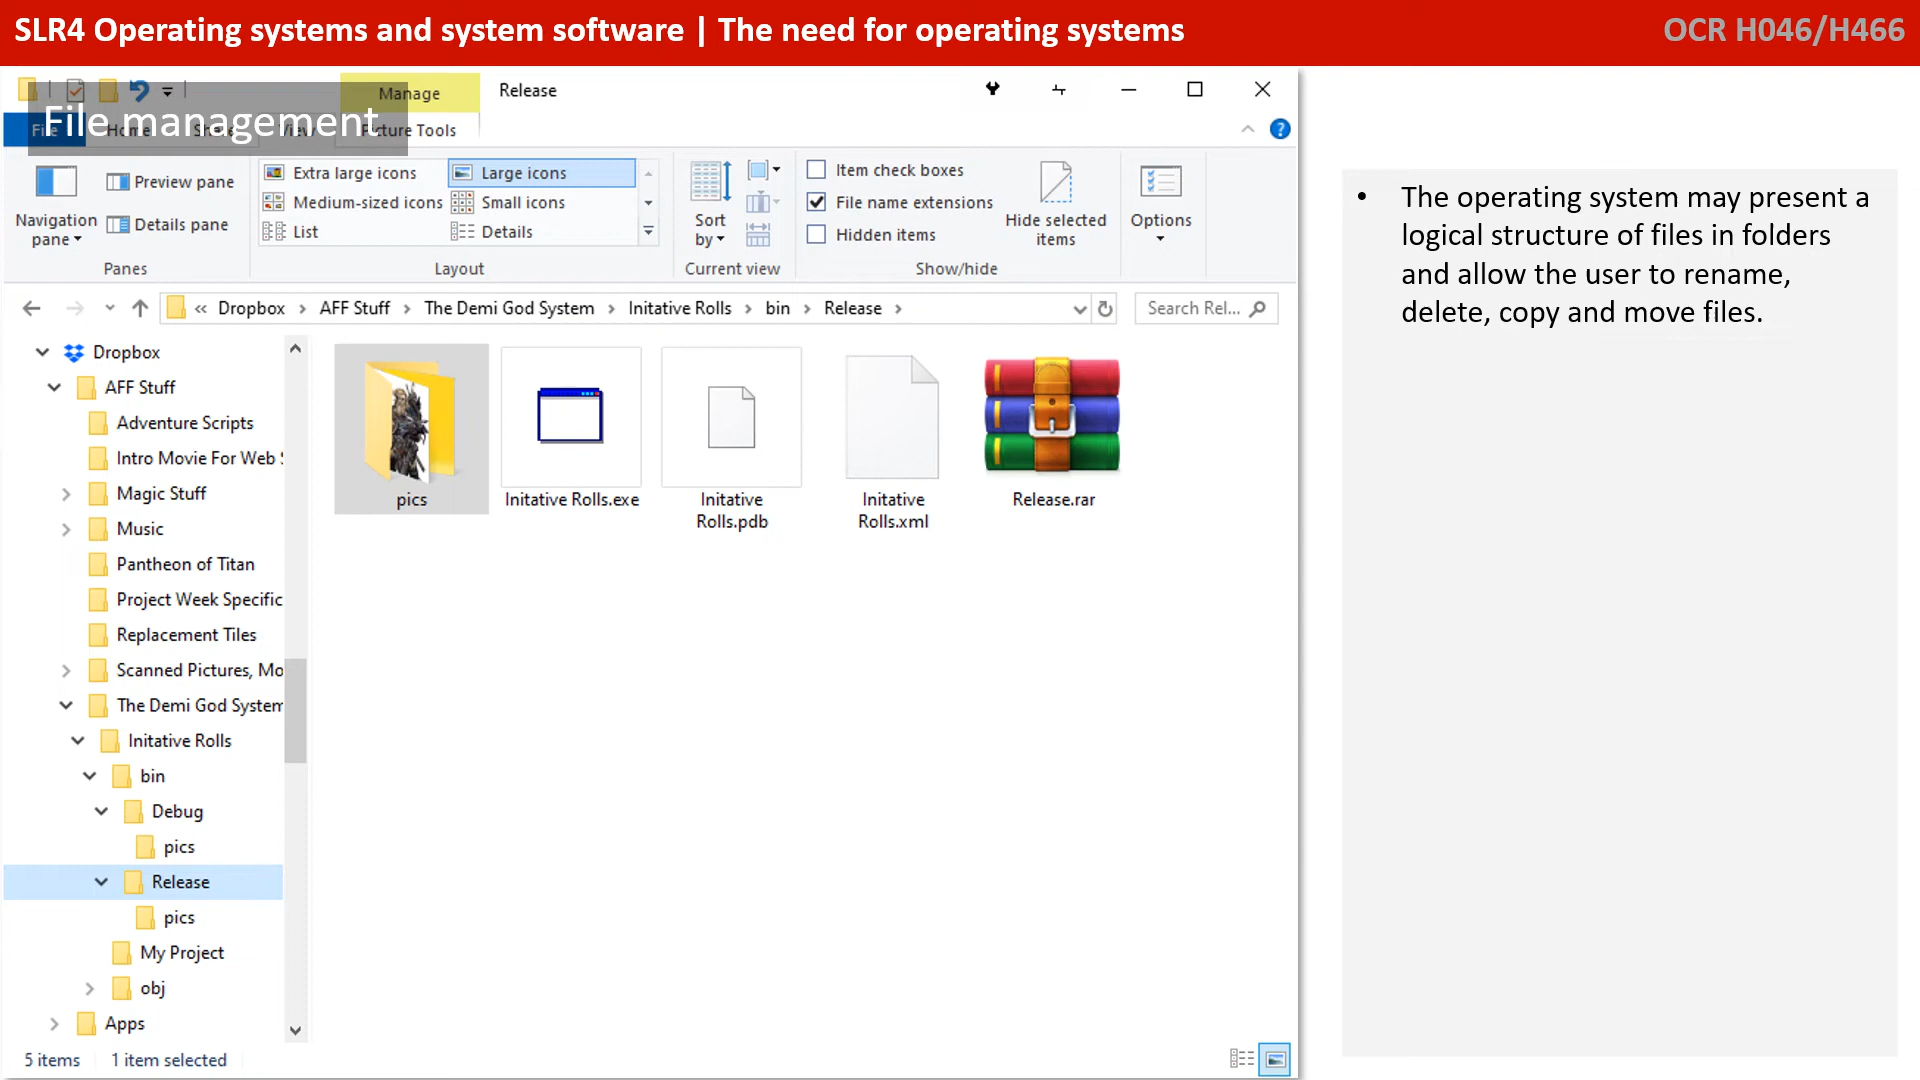 SLR4 Operating systems and system software | The need for operating systems
OCR H046/H466
Manage
Release
File management
File
Home
Share
View
Picture Tools
Navigation
pane
Preview pane
Details pane
Panes
Extra large icons
Large icons
Medium-sized icons
Small icons
List
Details
Layout
Sort
by
Current view
Item check boxes
File name extensions
Hidden items
Hide selected
items
Show/hide
Options
« Dropbox > AFF Stuff > The Demi God System > Initative Rolls > bin > Release >
Search Rel...
Dropbox
AFF Stuff
Adventure Scripts
Intro Movie For Web
Magic Stuff
Music
Pantheon of Titan
Project Week Specific
Replacement Tiles
Scanned Pictures, Mo
The Demi God System
Initative Rolls
bin
Debug
pics
Release
pics
My Project
obj
Apps
pics
Initative Rolls.exe
Initative
Rolls.pdb
Initative
Rolls.xml
Release.rar
5 items
1 item selected
• The operating system may present a
logical structure of files in folders
and allow the user to rename,
delete, copy and move files.